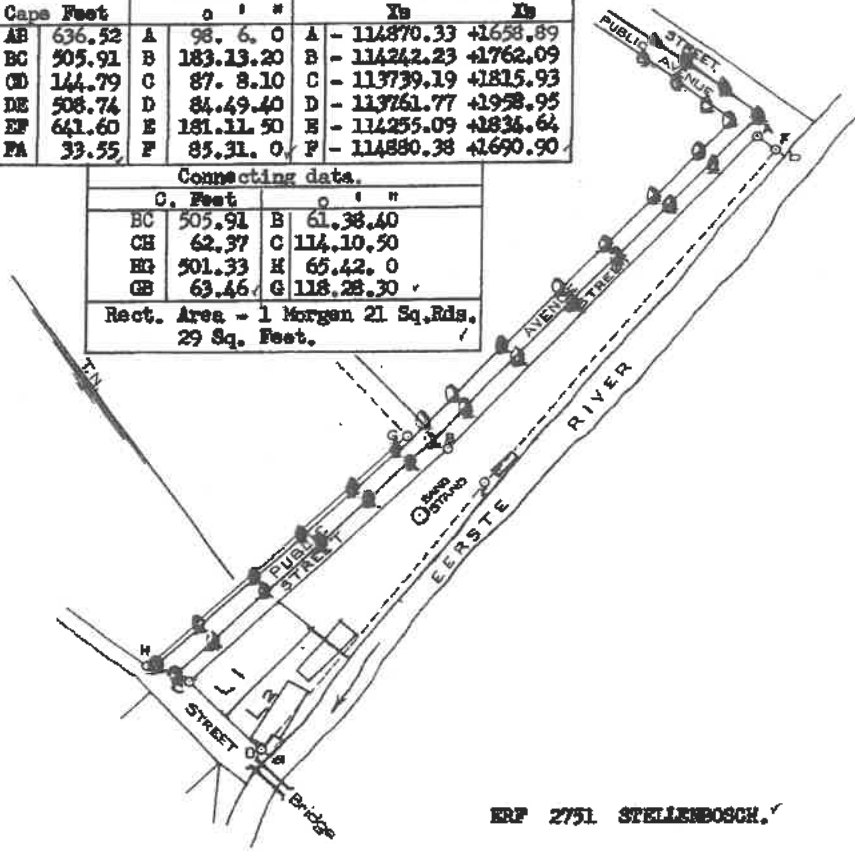 Cape Feet o ' " Ys Xs
AB 636.52 A 98. 6. 0 A - 114870.33 +1658.89
BC 505.91 B 183.13.20 B - 114242.23 +1762.09
CD 144.79 C 87. 8.10 C - 113739.19 +1815.93
DE 508.74 D 84.49.40 D - 113761.77 +1958.95
EF 641.60 E 181.11.50 E - 114255.09 +1834.64
FA 33.55 F 85.31. 0 F - 114880.38 +1690.90
Connecting data.
C. Feet o ' "
BC 505.91 B 61.38.40
CH 62.37 C 114.10.50
HG 501.33 H 65.42. 0
GB 63.46 G 118.28.30
Rect. Area - 1 Morgen 21 Sq.Rds.
29 Sq. Feet.
PUBLIC AVENUE
STREET.
A
F
T.N
AVENUE
STREET
RIVER
G
B
BAND
STAND
EERSTE
PUBLIC
STREET
H
C
L1
L3
STREET
D
Bridge
ERF 2751 STELLENBOSCH.